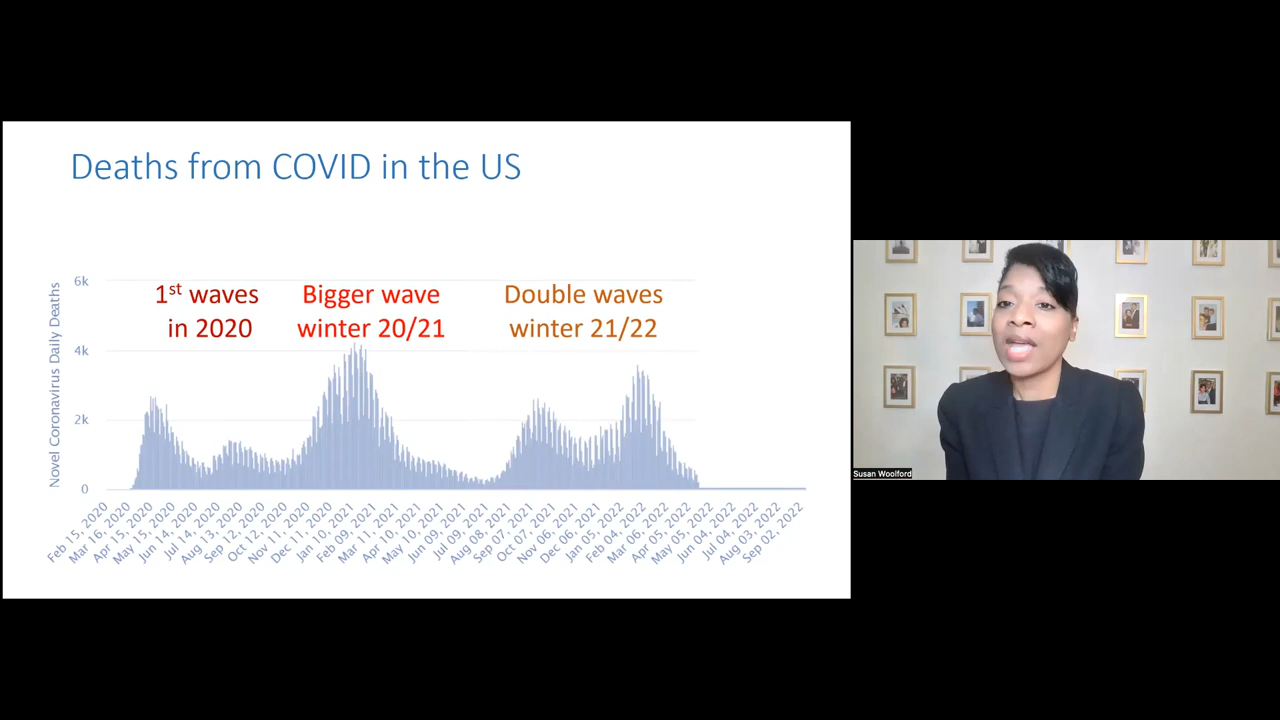 Deaths from COVID in the US
Novel Coronavirus Daily Deaths
6k
4k
2k
0
1st waves
in 2020
Bigger wave
winter 20/21
Double waves
winter 21/22
Feb 15, 2020
Mar 16, 2020
Apr 15, 2020
May 15, 2020
Jun 14, 2020
Jul 14, 2020
Aug 13, 2020
Sep 12, 2020
Oct 12, 2020
Nov 11, 2020
Dec 11, 2020
Jan 10, 2021
Feb 09, 2021
Mar 11, 2021
Apr 10, 2021
May 10, 2021
Jun 09, 2021
Jul 09, 2021
Aug 08, 2021
Sep 07, 2021
Oct 07, 2021
Nov 06, 2021
Dec 06, 2021
Jan 05, 2022
Feb 04, 2022
Mar 06, 2022
Apr 05, 2022
May 05, 2022
Jun 04, 2022
Jul 04, 2022
Aug 03, 2022
Sep 02, 2022
Susan Woolford